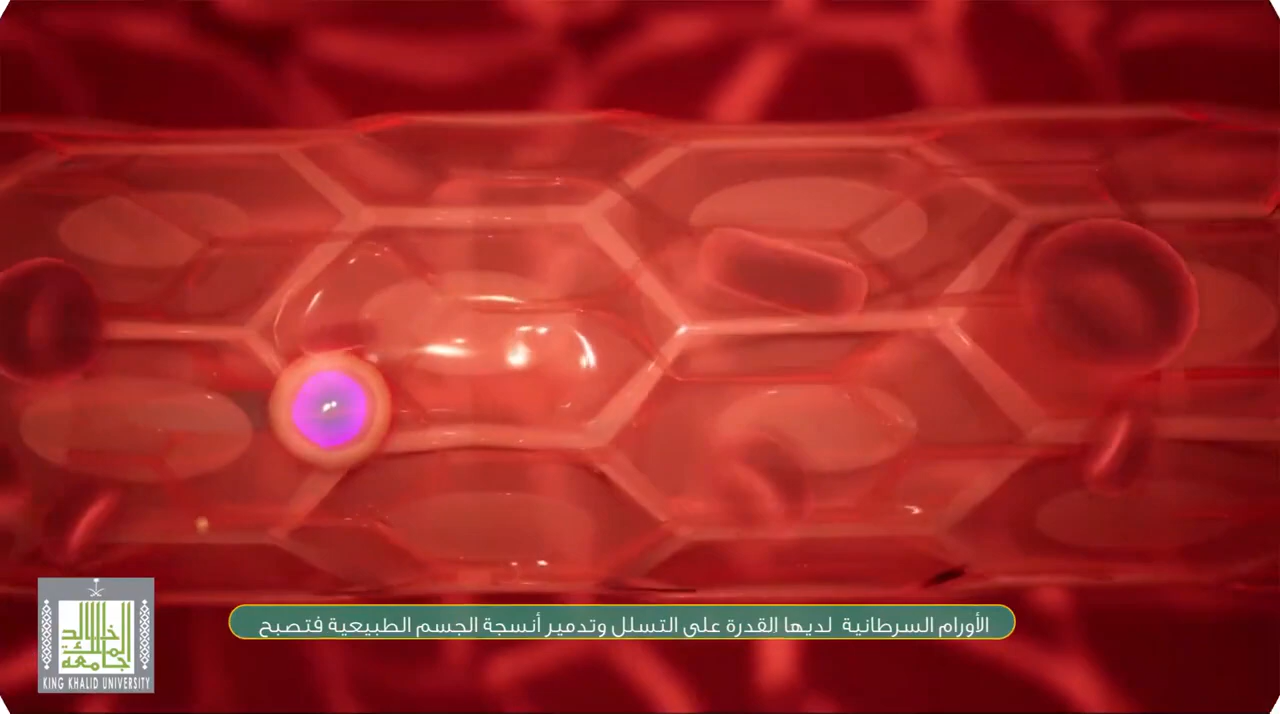 الأورام السرطانية لديها القدرة على التسلل وتدمير أنسجة الجسم الطبيعية فتصبح
جامعة الملك خالد
KING KHALID UNIVERSITY